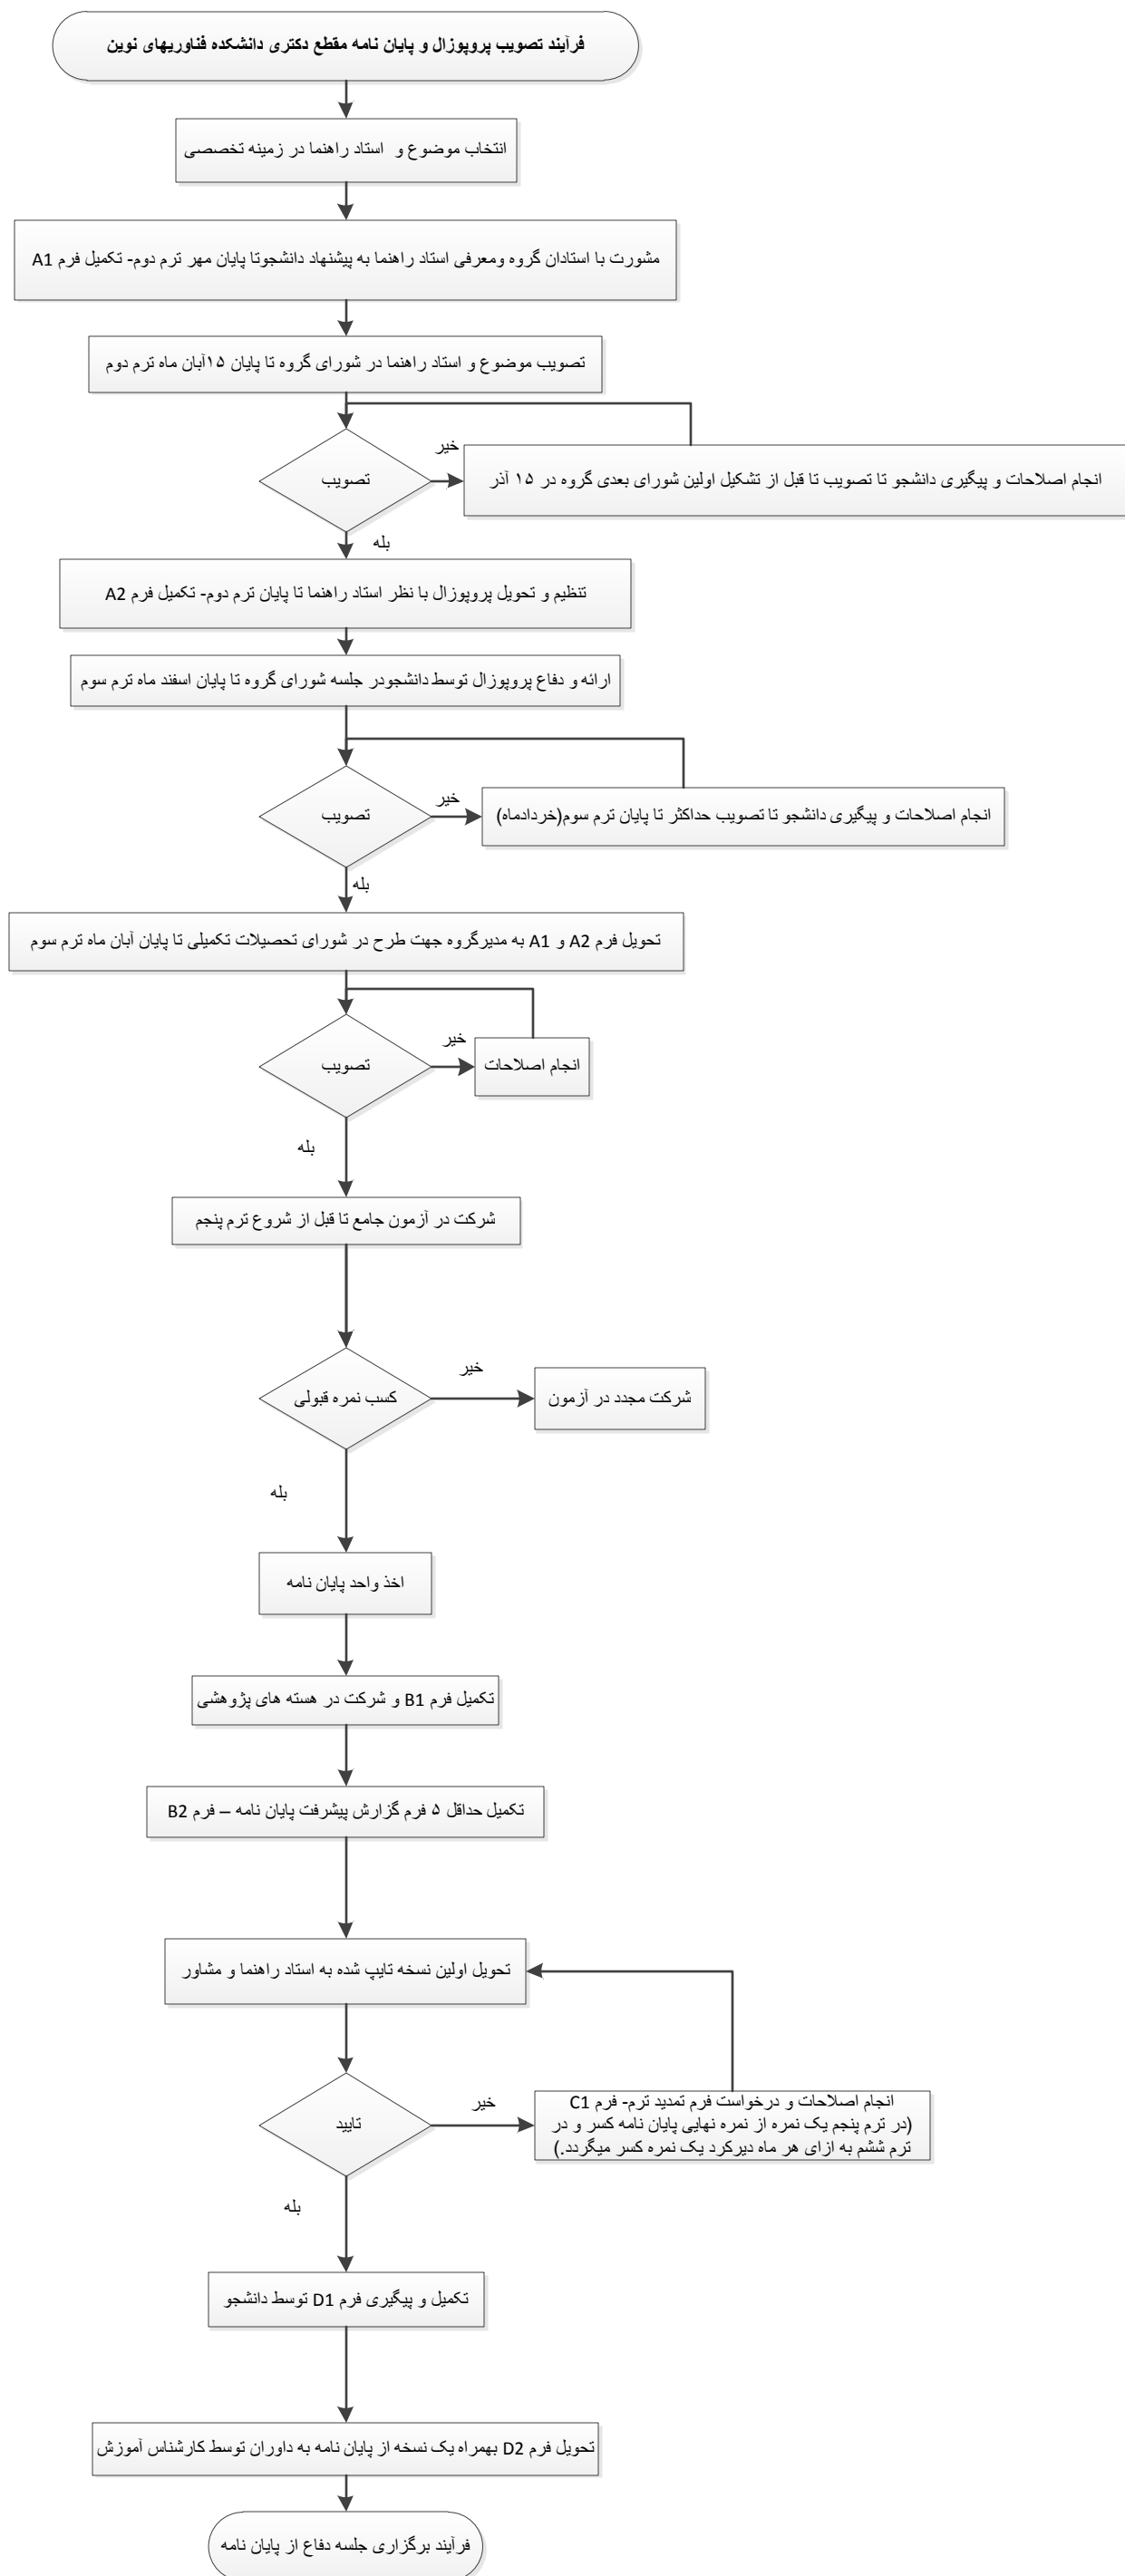 فرآیند تصویب پروپوزال و پایان نامه مقطع دکتری دانشکده فناوریهای نوین
انتخاب موضوع و استاد راهنما در زمینه تخصصی
مشورت با استادان گروه ومعرفی استاد راهنما به پیشنهاد دانشجوتا پایان مهر ترم دوم- تکمیل فرم A1
تصویب موضوع و استاد راهنما در شورای گروه تا پایان ۱۵آبان ماه ترم دوم
تصویب
خیر
انجام اصلاحات و پیگیری دانشجو تا تصویب تا قبل از تشکیل اولین شورای بعدی گروه در ۱۵ آذر
بله
تنظیم و تحویل پروپوزال با نظر استاد راهنما تا پایان ترم دوم- تکمیل فرم A2
ارائه و دفاع پروپوزال توسط دانشجودر جلسه شورای گروه تا پایان اسفند ماه ترم سوم
تصویب
خیر
انجام اصلاحات و پیگیری دانشجو تا تصویب حداکثر تا پایان ترم سوم(خردادماه)
بله
تحویل فرم A2 و A1 به مدیرگروه جهت طرح در شورای تحصیلات تکمیلی تا پایان آبان ماه ترم سوم
تصویب
خیر
انجام اصلاحات
بله
شرکت در آزمون جامع تا قبل از شروع ترم پنجم
کسب نمره قبولی
خیر
شرکت مجدد در آزمون
بله
اخذ واحد پایان نامه
تکمیل فرم B1 و شرکت در هسته های پژوهشی
تکمیل حداقل ۵ فرم گزارش پیشرفت پایان نامه – فرم B2
تحویل اولین نسخه تایپ شده به استاد راهنما و مشاور
تایید
خیر
انجام اصلاحات و درخواست فرم تمدید ترم- فرم C1
(در ترم پنجم یک نمره از نمره نهایی پایان نامه کسر و در
ترم ششم به ازای هر ماه دیرکرد یک نمره کسر میگردد.)
بله
تکمیل و پیگیری فرم D1 توسط دانشجو
تحویل فرم D2 بهمراه یک نسخه از پایان نامه به داوران توسط کارشناس آموزش
فرآیند برگزاری جلسه دفاع از پایان نامه